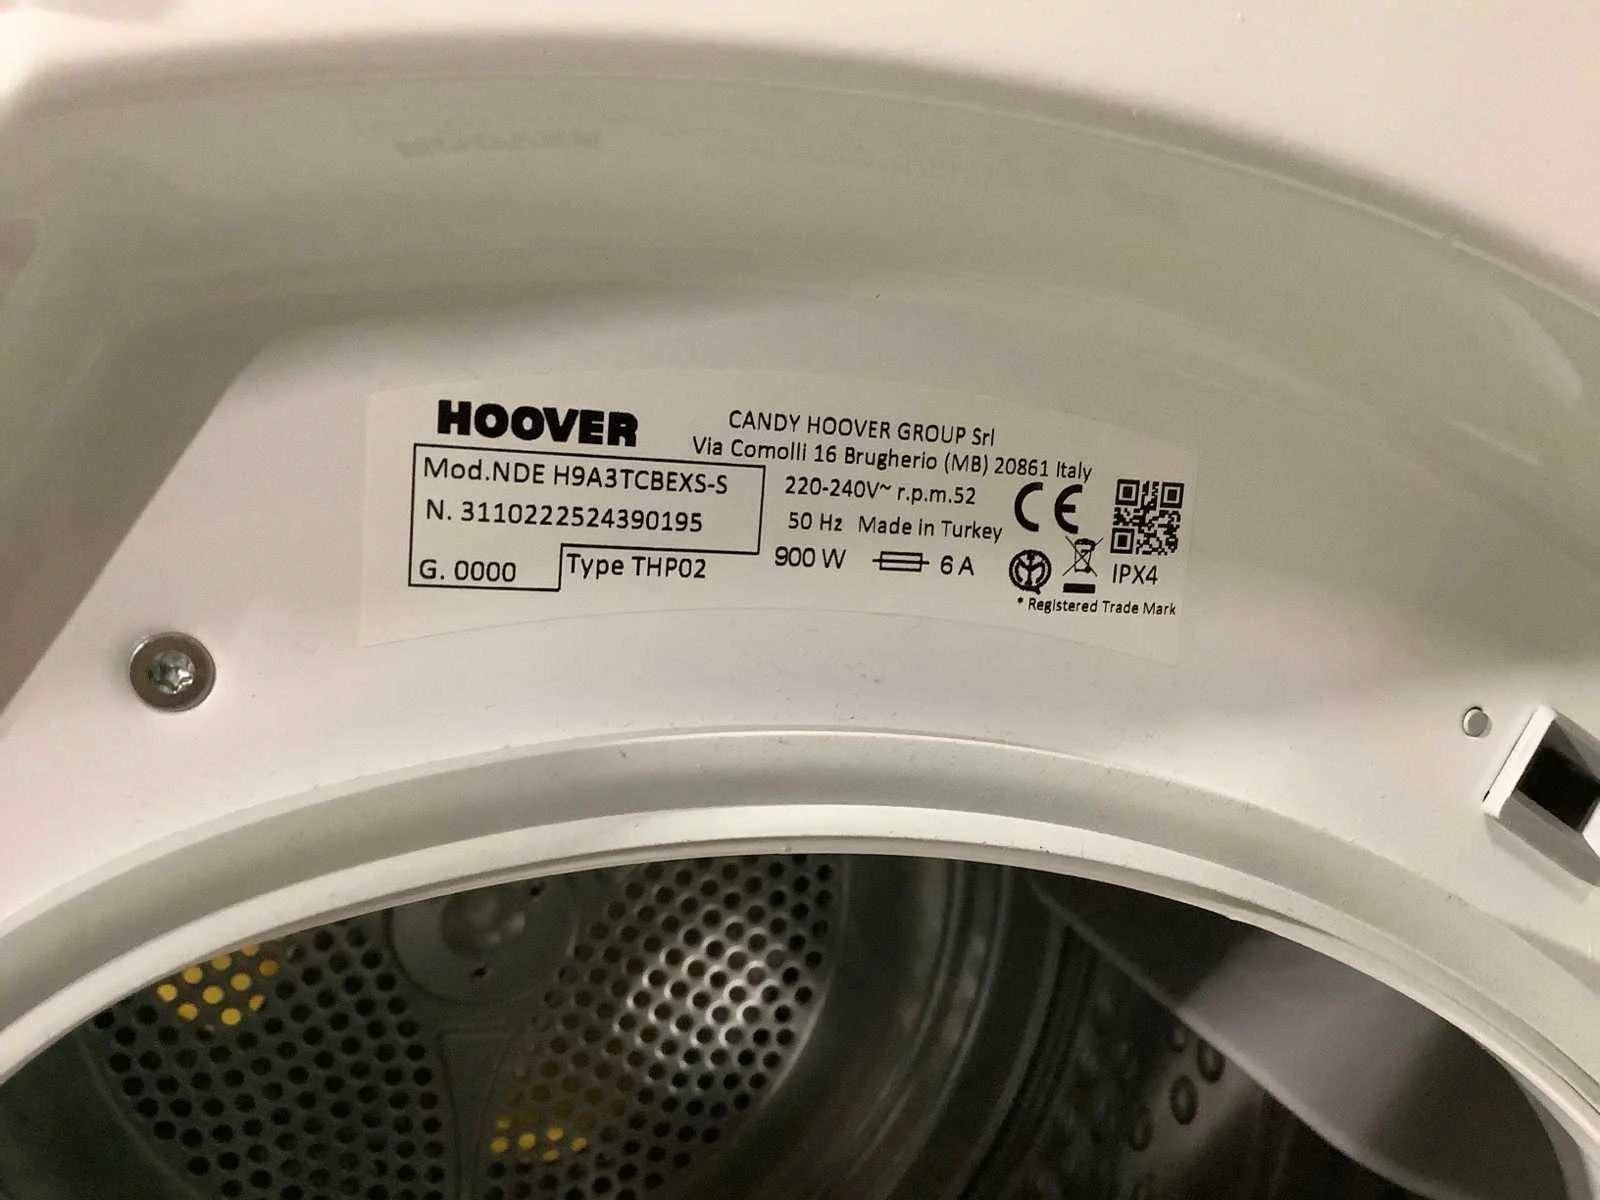 HOOVER
CANDY HOOVER GROUP Srl
Via Comolli 16 Brugherio (MB) 20861 Italy
Mod.NDE H9A3TCBEXS-S
N. 3110222524390195
G. 0000
Type THP02
220-240V~ r.p.m.52
50 Hz Made in Turkey
900 W 6 A
CE
IPX4
* Registered Trade Mark